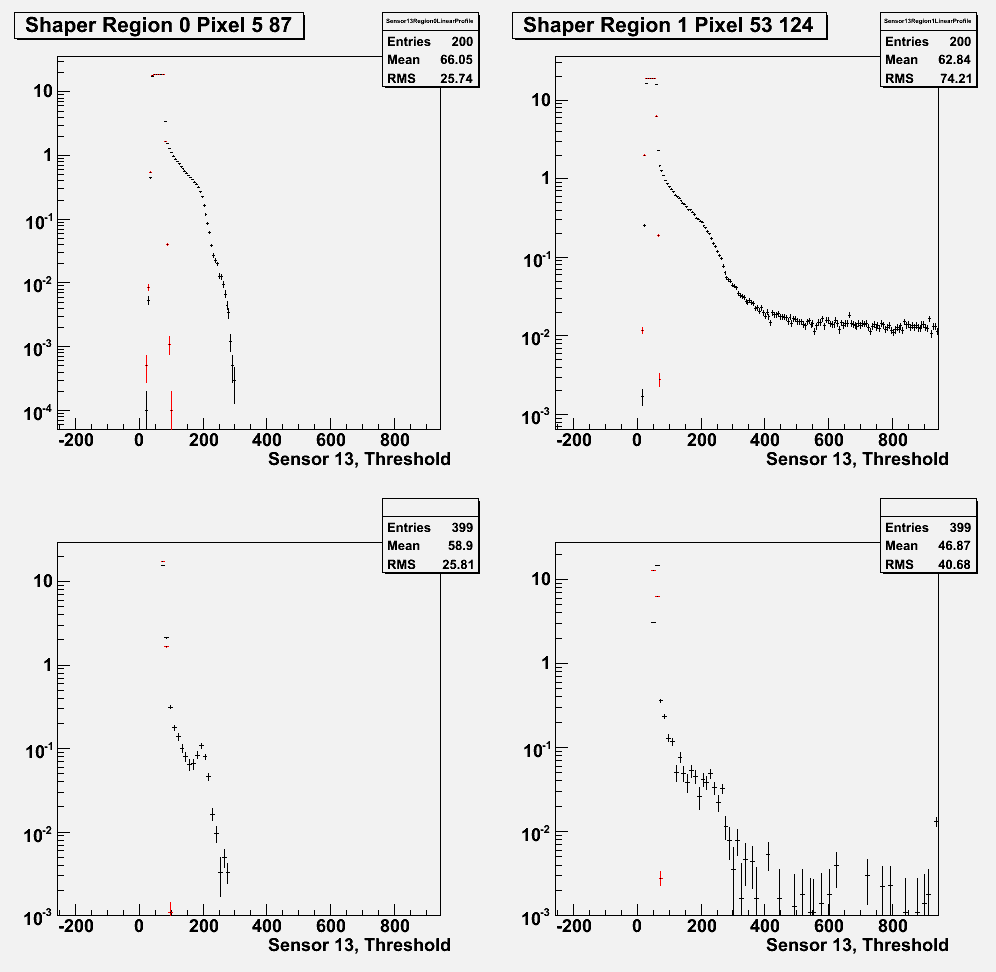 Shaper Region 0 Pixel 5 87
Sensor13Region0LinearProfile
Entries 200
Mean 66.05
RMS 25.74
10
1
10-1
10-2
10-3
10-4
-200 0 200 400 600 800
Sensor 13, Threshold
Shaper Region 1 Pixel 53 124
Sensor13Region1LinearProfile
Entries 200
Mean 62.84
RMS 74.21
10
1
10-1
10-2
10-3
-200 0 200 400 600 800
Sensor 13, Threshold
Entries 399
Mean 58.9
RMS 25.81
10
1
10-1
10-2
10-3
-200 0 200 400 600 800
Sensor 13, Threshold
Entries 399
Mean 46.87
RMS 40.68
10
1
10-1
10-2
10-3
-200 0 200 400 600 800
Sensor 13, Threshold